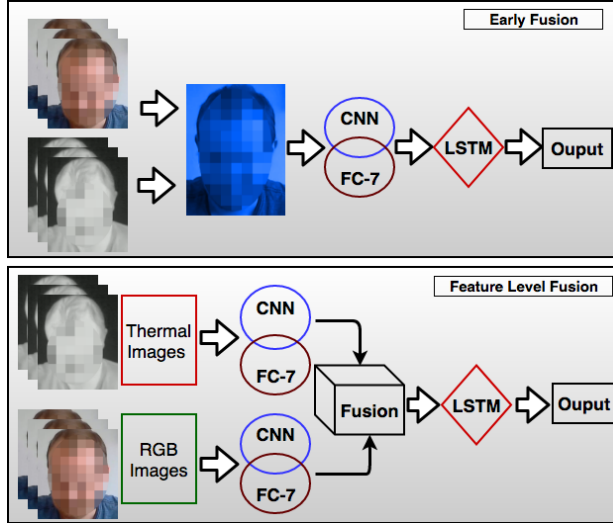 Early Fusion
CNN
FC-7
LSTM
Ouput
Feature Level Fusion
Thermal
Images
CNN
FC-7
Fusion
LSTM
Ouput
RGB
Images
CNN
FC-7